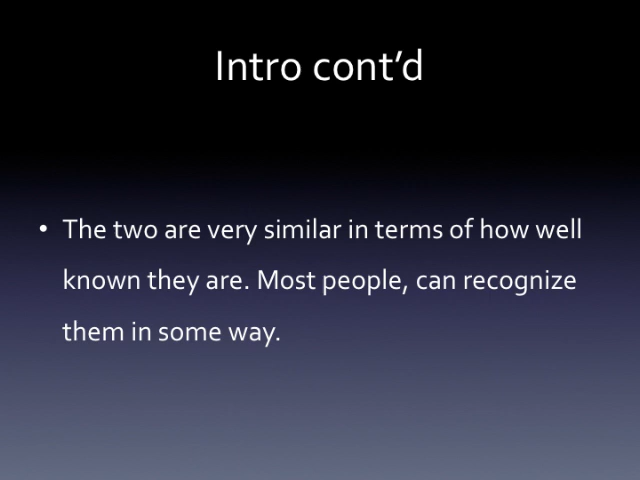 Intro cont’d
• The two are very similar in terms of how well
known they are. Most people, can recognize
them in some way.